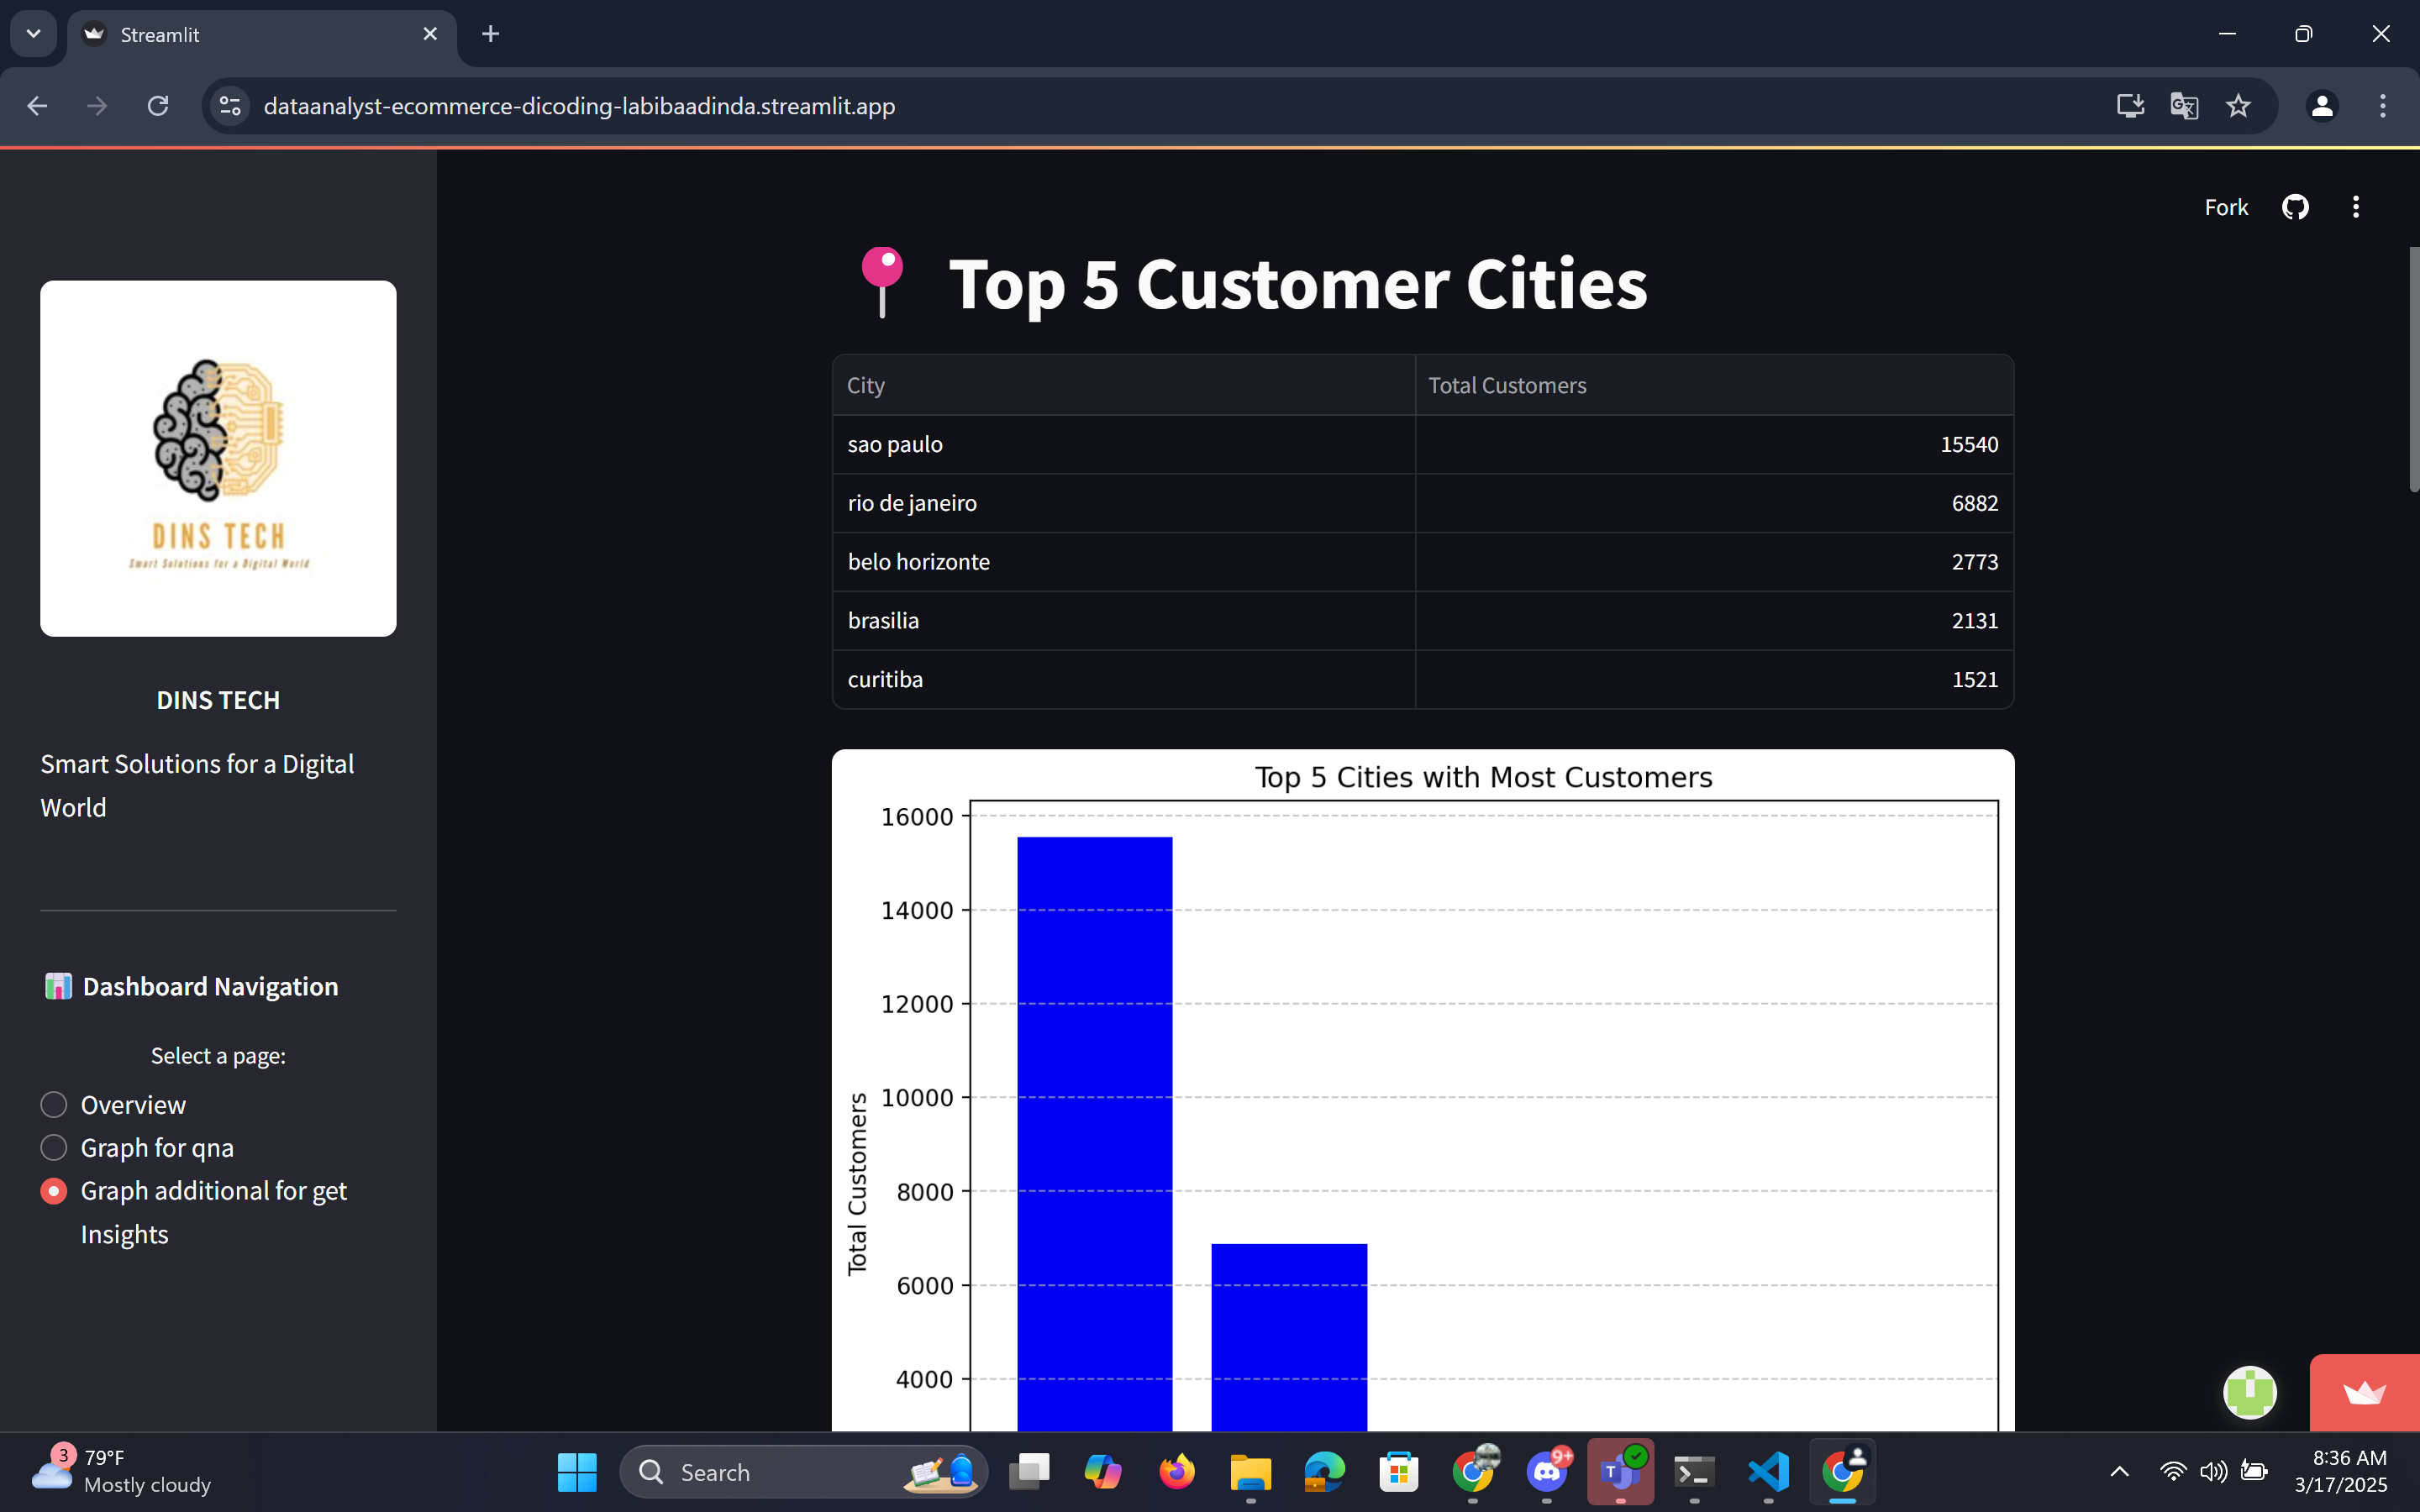 Streamlit
dataanalyst-ecommerce-dicoding-labibaadinda.streamlit.app
Fork
DINS TECH
Smart Solutions for a Digital World
DINS TECH
Smart Solutions for a Digital
World
Dashboard Navigation
Select a page:
Overview
Graph for qna
Graph additional for get
Insights
Top 5 Customer Cities
City Total Customers
sao paulo 15540
rio de janeiro 6882
belo horizonte 2773
brasilia 2131
curitiba 1521
Top 5 Cities with Most Customers
Total Customers
16000
14000
12000
10000
8000
6000
4000
3
79°F
Mostly cloudy
Search
9+
T
8:36 AM
3/17/2025